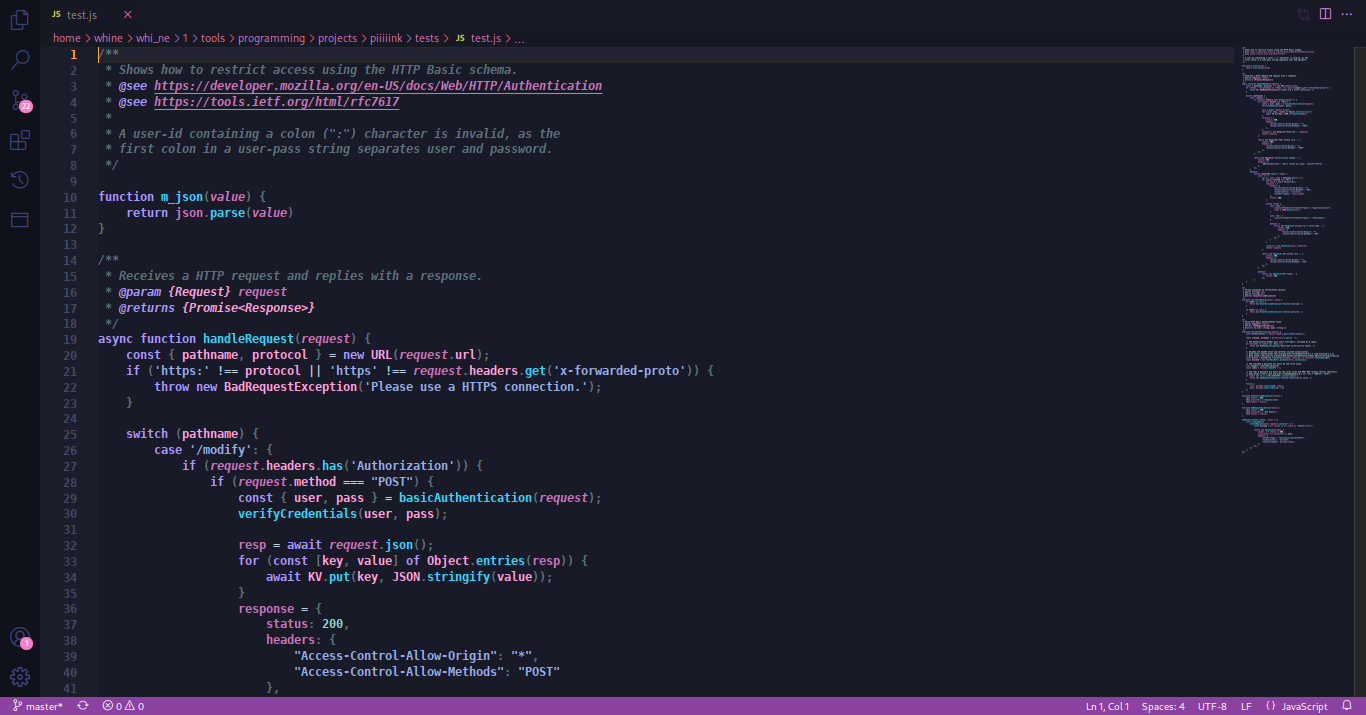 JS test.js ×
home > whine > whi_ne > 1 > tools > programming > projects > piiiiink > tests > JS test.js > ...
1 /**
2 * Shows how to restrict access using the HTTP Basic schema.
3 * @see https://developer.mozilla.org/en-US/docs/Web/HTTP/Authentication
4 * @see https://tools.ietf.org/html/rfc7617
5 *
6 * A user-id containing a colon (":") character is invalid, as the
7 * first colon in a user-pass string separates user and password.
8 */
9
10 function m_json(value) {
11 return json.parse(value)
12 }
13
14 /**
15 * Receives a HTTP request and replies with a response.
16 * @param {Request} request
17 * @returns {Promise<Response>}
18 */
19 async function handleRequest(request) {
20 const { pathname, protocol } = new URL(request.url);
21 if ('https:' !== protocol || 'https' !== request.headers.get('x-forwarded-proto')) {
22 throw new BadRequestException('Please use a HTTPS connection.');
23 }
24
25 switch (pathname) {
26 case '/modify': {
27 if (request.headers.has('Authorization')) {
28 if (request.method === "POST") {
29 const { user, pass } = basicAuthentication(request);
30 verifyCredentials(user, pass);
31
32 resp = await request.json();
33 for (const [key, value] of Object.entries(resp)) {
34 await KV.put(key, JSON.stringify(value));
35 }
36 response = {
37 status: 200,
38 headers: {
39 "Access-Control-Allow-Origin": "*",
40 "Access-Control-Allow-Methods": "POST"
41 },
22
1
master* 0 0 Ln 1, Col 1 Spaces: 4 UTF-8 LF {} JavaScript